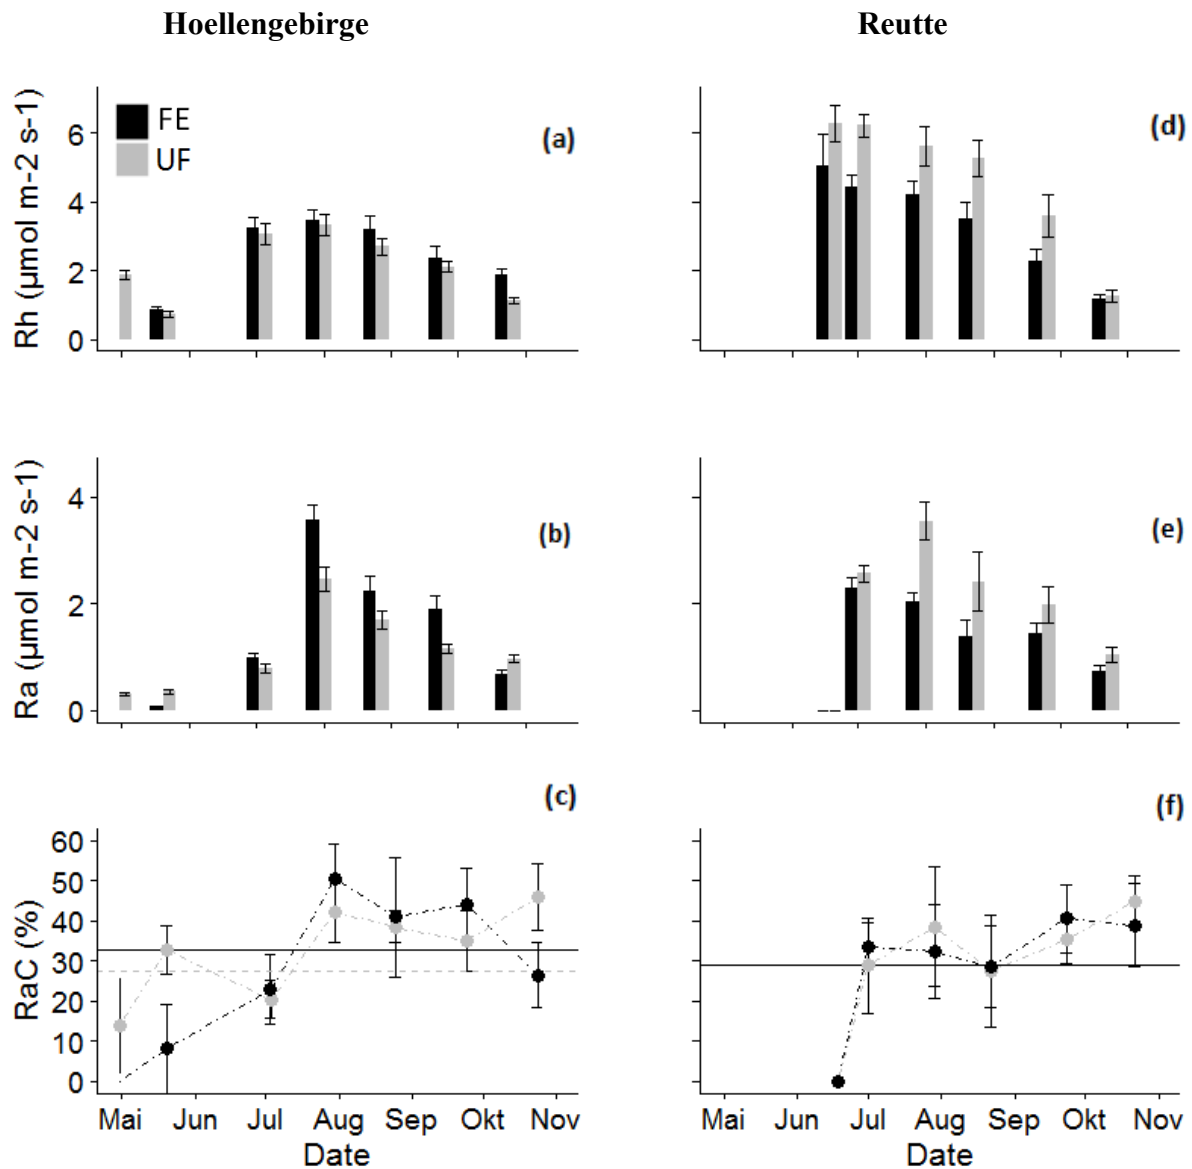 Hoellengebirge
Reutte
FE
UF
(a)
6
4
2
0
Rh (µmol m-2 s-1)
(d)
(b)
4
2
0
Ra (µmol m-2 s-1)
(e)
(c)
60
50
40
30
20
10
0
RaC (%)
Mai Jun Jul Aug Sep Okt Nov
Date
(f)
Mai Jun Jul Aug Sep Okt Nov
Date